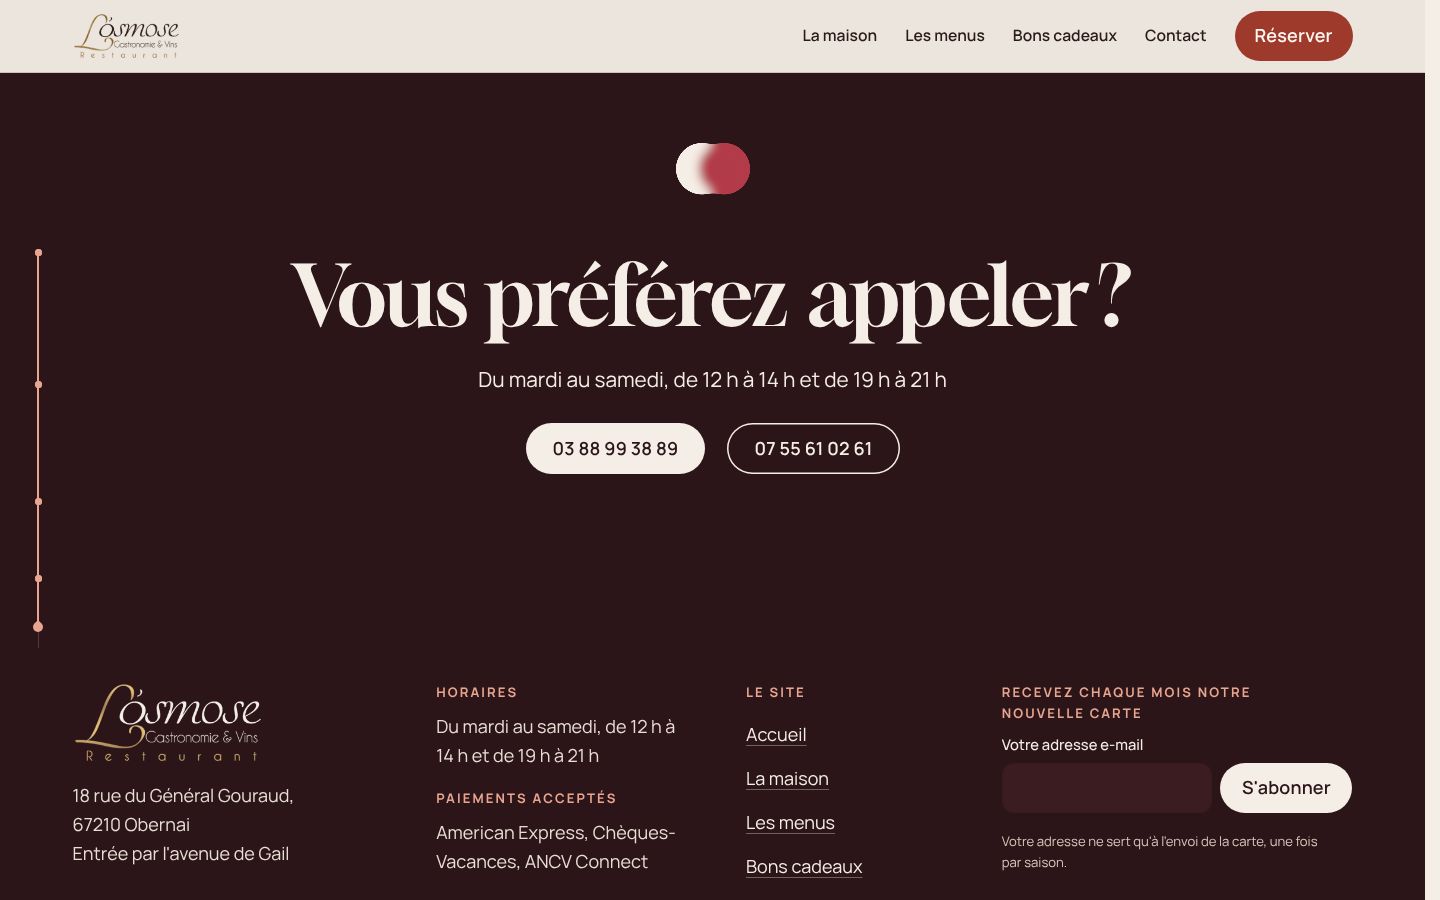 L'osmose
Gastronomie & Vins
Restaurant
La maison
Les menus
Bons cadeaux
Contact
Réserver
Vous préférez appeler ?
Du mardi au samedi, de 12 h à 14 h et de 19 h à 21 h
03 88 99 38 89
07 55 61 02 61
L'osmose
Gastronomie & Vins
Restaurant
18 rue du Général Gouraud,
67210 Obernai
Entrée par l'avenue de Gail
HORAIRES
Du mardi au samedi, de 12 h à
14 h et de 19 h à 21 h
PAIEMENTS ACCEPTÉS
American Express, Chèques-
Vacances, ANCV Connect
LE SITE
Accueil
La maison
Les menus
Bons cadeaux
RECEVEZ CHAQUE MOIS NOTRE
NOUVELLE CARTE
Votre adresse e-mail
S'abonner
Votre adresse ne sert qu'à l'envoi de la carte, une fois
par saison.